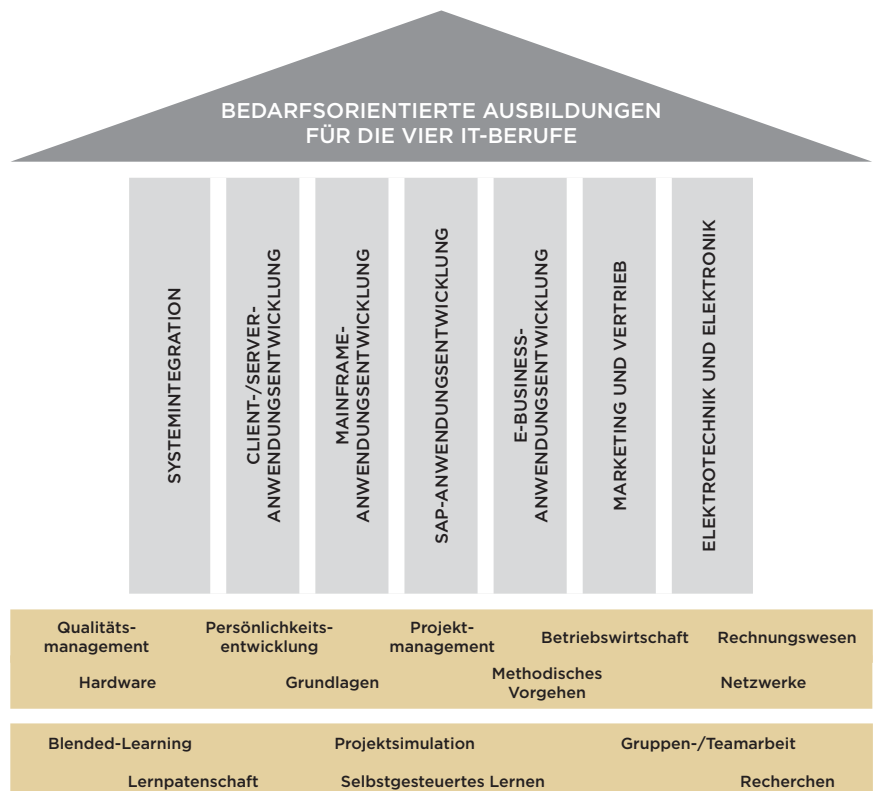 BEDARFSORIENTIERTE AUSBILDUNGEN
FÜR DIE VIER IT-BERUFE
SYSTEMINTEGRATION
CLIENT-/SERVER-
ANWENDUNGSENTWICKLUNG
MAINFRAME-
ANWENDUNGSENTWICKLUNG
SAP-ANWENDUNGSENTWICKLUNG
E-BUSINESS-
ANWENDUNGSENTWICKLUNG
MARKETING UND VERTRIEB
ELEKTROTECHNIK UND ELEKTRONIK
Qualitäts-
management
Persönlichkeits-
entwicklung
Projekt-
management
Betriebswirtschaft
Rechnungswesen
Hardware
Grundlagen
Methodisches
Vorgehen
Netzwerke
Blended-Learning
Projektsimulation
Gruppen-/Teamarbeit
Lernpatenschaft
Selbstgesteuertes Lernen
Recherchen